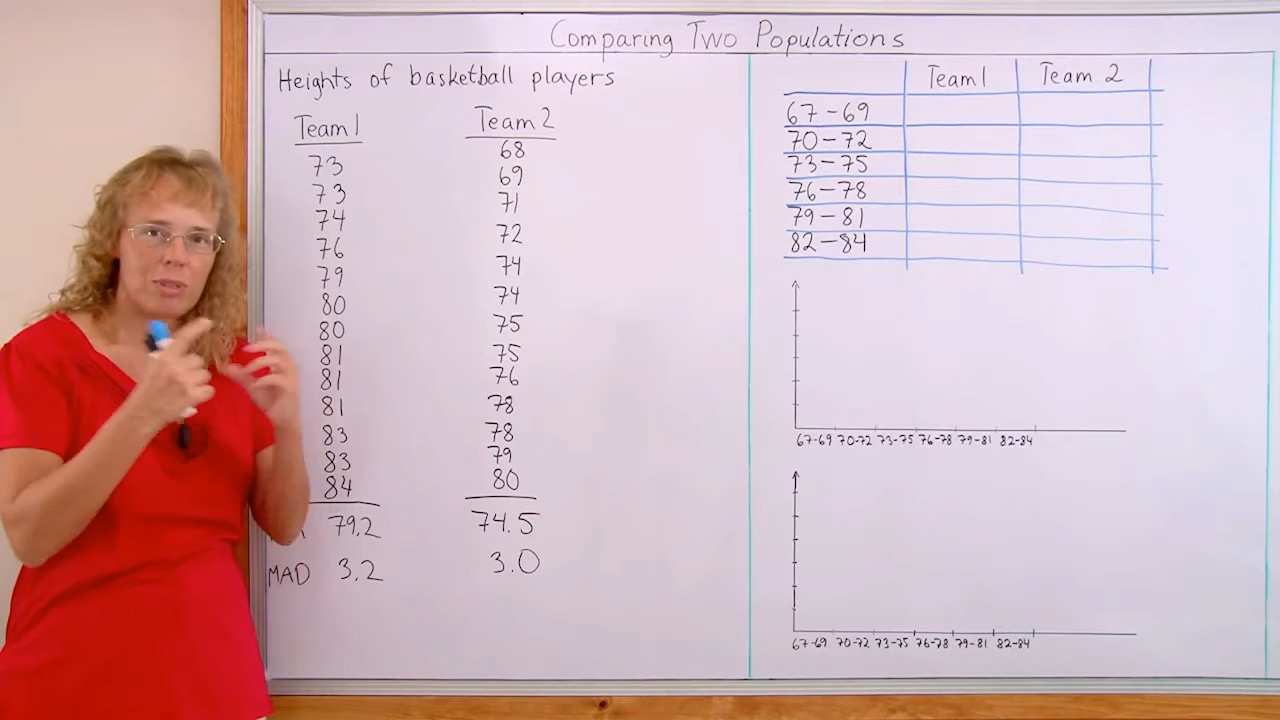 Comparing Two Populations
Heights of basketball players
Team 1 Team 2
73 68
73 69
74 71
76 72
79 74
80 74
80 75
81 75
81 76
81 78
83 78
83 79
84 80
79.2 74.5
MAD 3.2 3.0
Team 1 Team 2
67-69
70-72
73-75
76-78
79-81
82-84
67-69 70-72 73-75 76-78 79-81 82-84
67-69 70-72 73-75 76-78 79-81 82-84